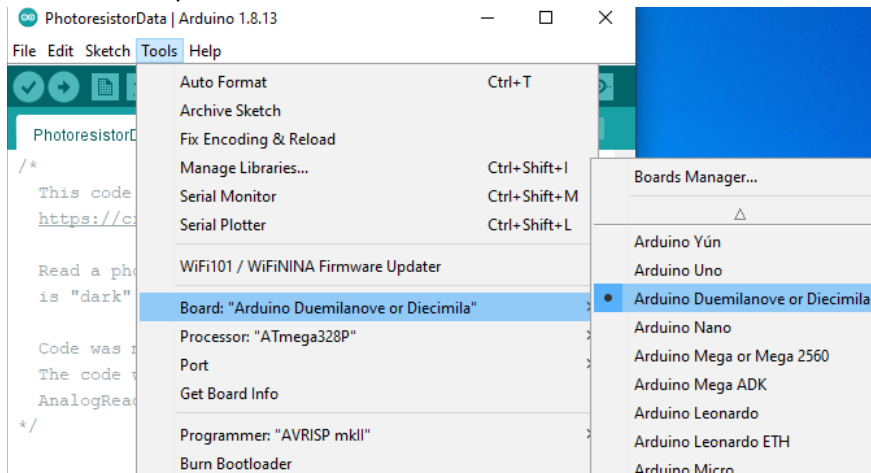 PhotoresistorData | Arduino 1.8.13
File Edit Sketch Tools Help
PhotoresistorD
/*
This code
https://c
Read a pho
is "dark"
Code was
The code
AnalogRead
*/
Auto Format Ctrl+T
Archive Sketch
Fix Encoding & Reload
Manage Libraries... Ctrl+Shift+I
Serial Monitor Ctrl+Shift+M
Serial Plotter Ctrl+Shift+L
WiFi101 / WiFiNINA Firmware Updater
Board: "Arduino Duemilanove or Diecimila"
Processor: "ATmega328P"
Port
Get Board Info
Programmer: "AVRISP mkII"
Burn Bootloader
Boards Manager...
Arduino Yún
Arduino Uno
Arduino Duemilanove or Diecimila
Arduino Nano
Arduino Mega or Mega 2560
Arduino Mega ADK
Arduino Leonardo
Arduino Leonardo ETH
Arduino Micro